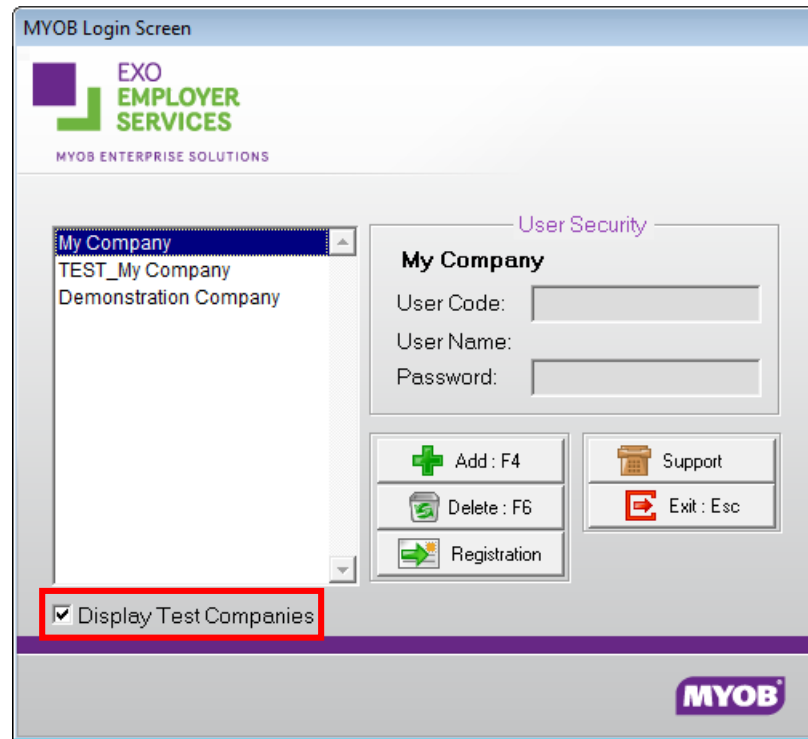 MYOB Login Screen
EXO
EMPLOYER
SERVICES
MYOB ENTERPRISE SOLUTIONS
My Company
TEST_My Company
Demonstration Company
User Security
My Company
User Code:
User Name:
Password:
Add : F4
Support
Delete : F6
Exit : Esc
Registration
Display Test Companies
MYOB